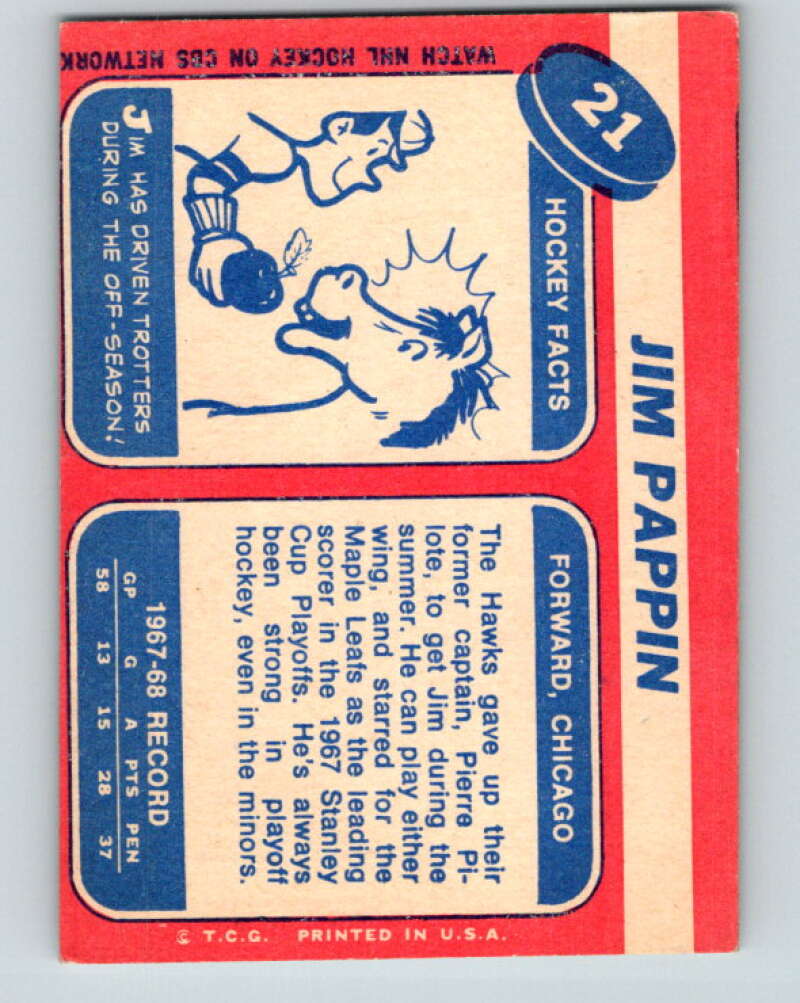 21
JIM PAPPIN
HOCKEY FACTS
JIM HAS DRIVEN TROTTERS
DURING THE OFF-SEASON!
WATCH NHL HOCKEY ON CBS NETWORK
FORWARD, CHICAGO
The Hawks gave up their
former captain, Pierre Pi-
lote, to get Jim during the
summer. He can play either
wing, and starred for the
Maple Leafs as the leading
scorer in the 1967 Stanley
Cup Playoffs. He's always
been strong in playoff
hockey, even in the minors.
1967-68 RECORD
GP G A PTS PEN
58 13 15 28 37
© T.C.G. PRINTED IN U.S.A.